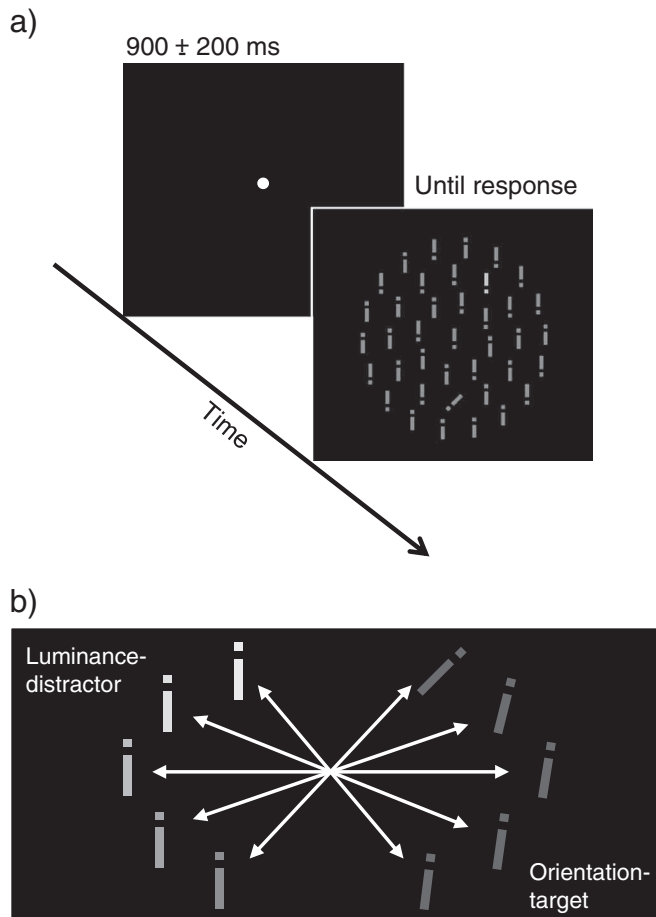 a)
900 ± 200 ms
Until response
Time
b)
Luminance-
distractor
Orientation-
target